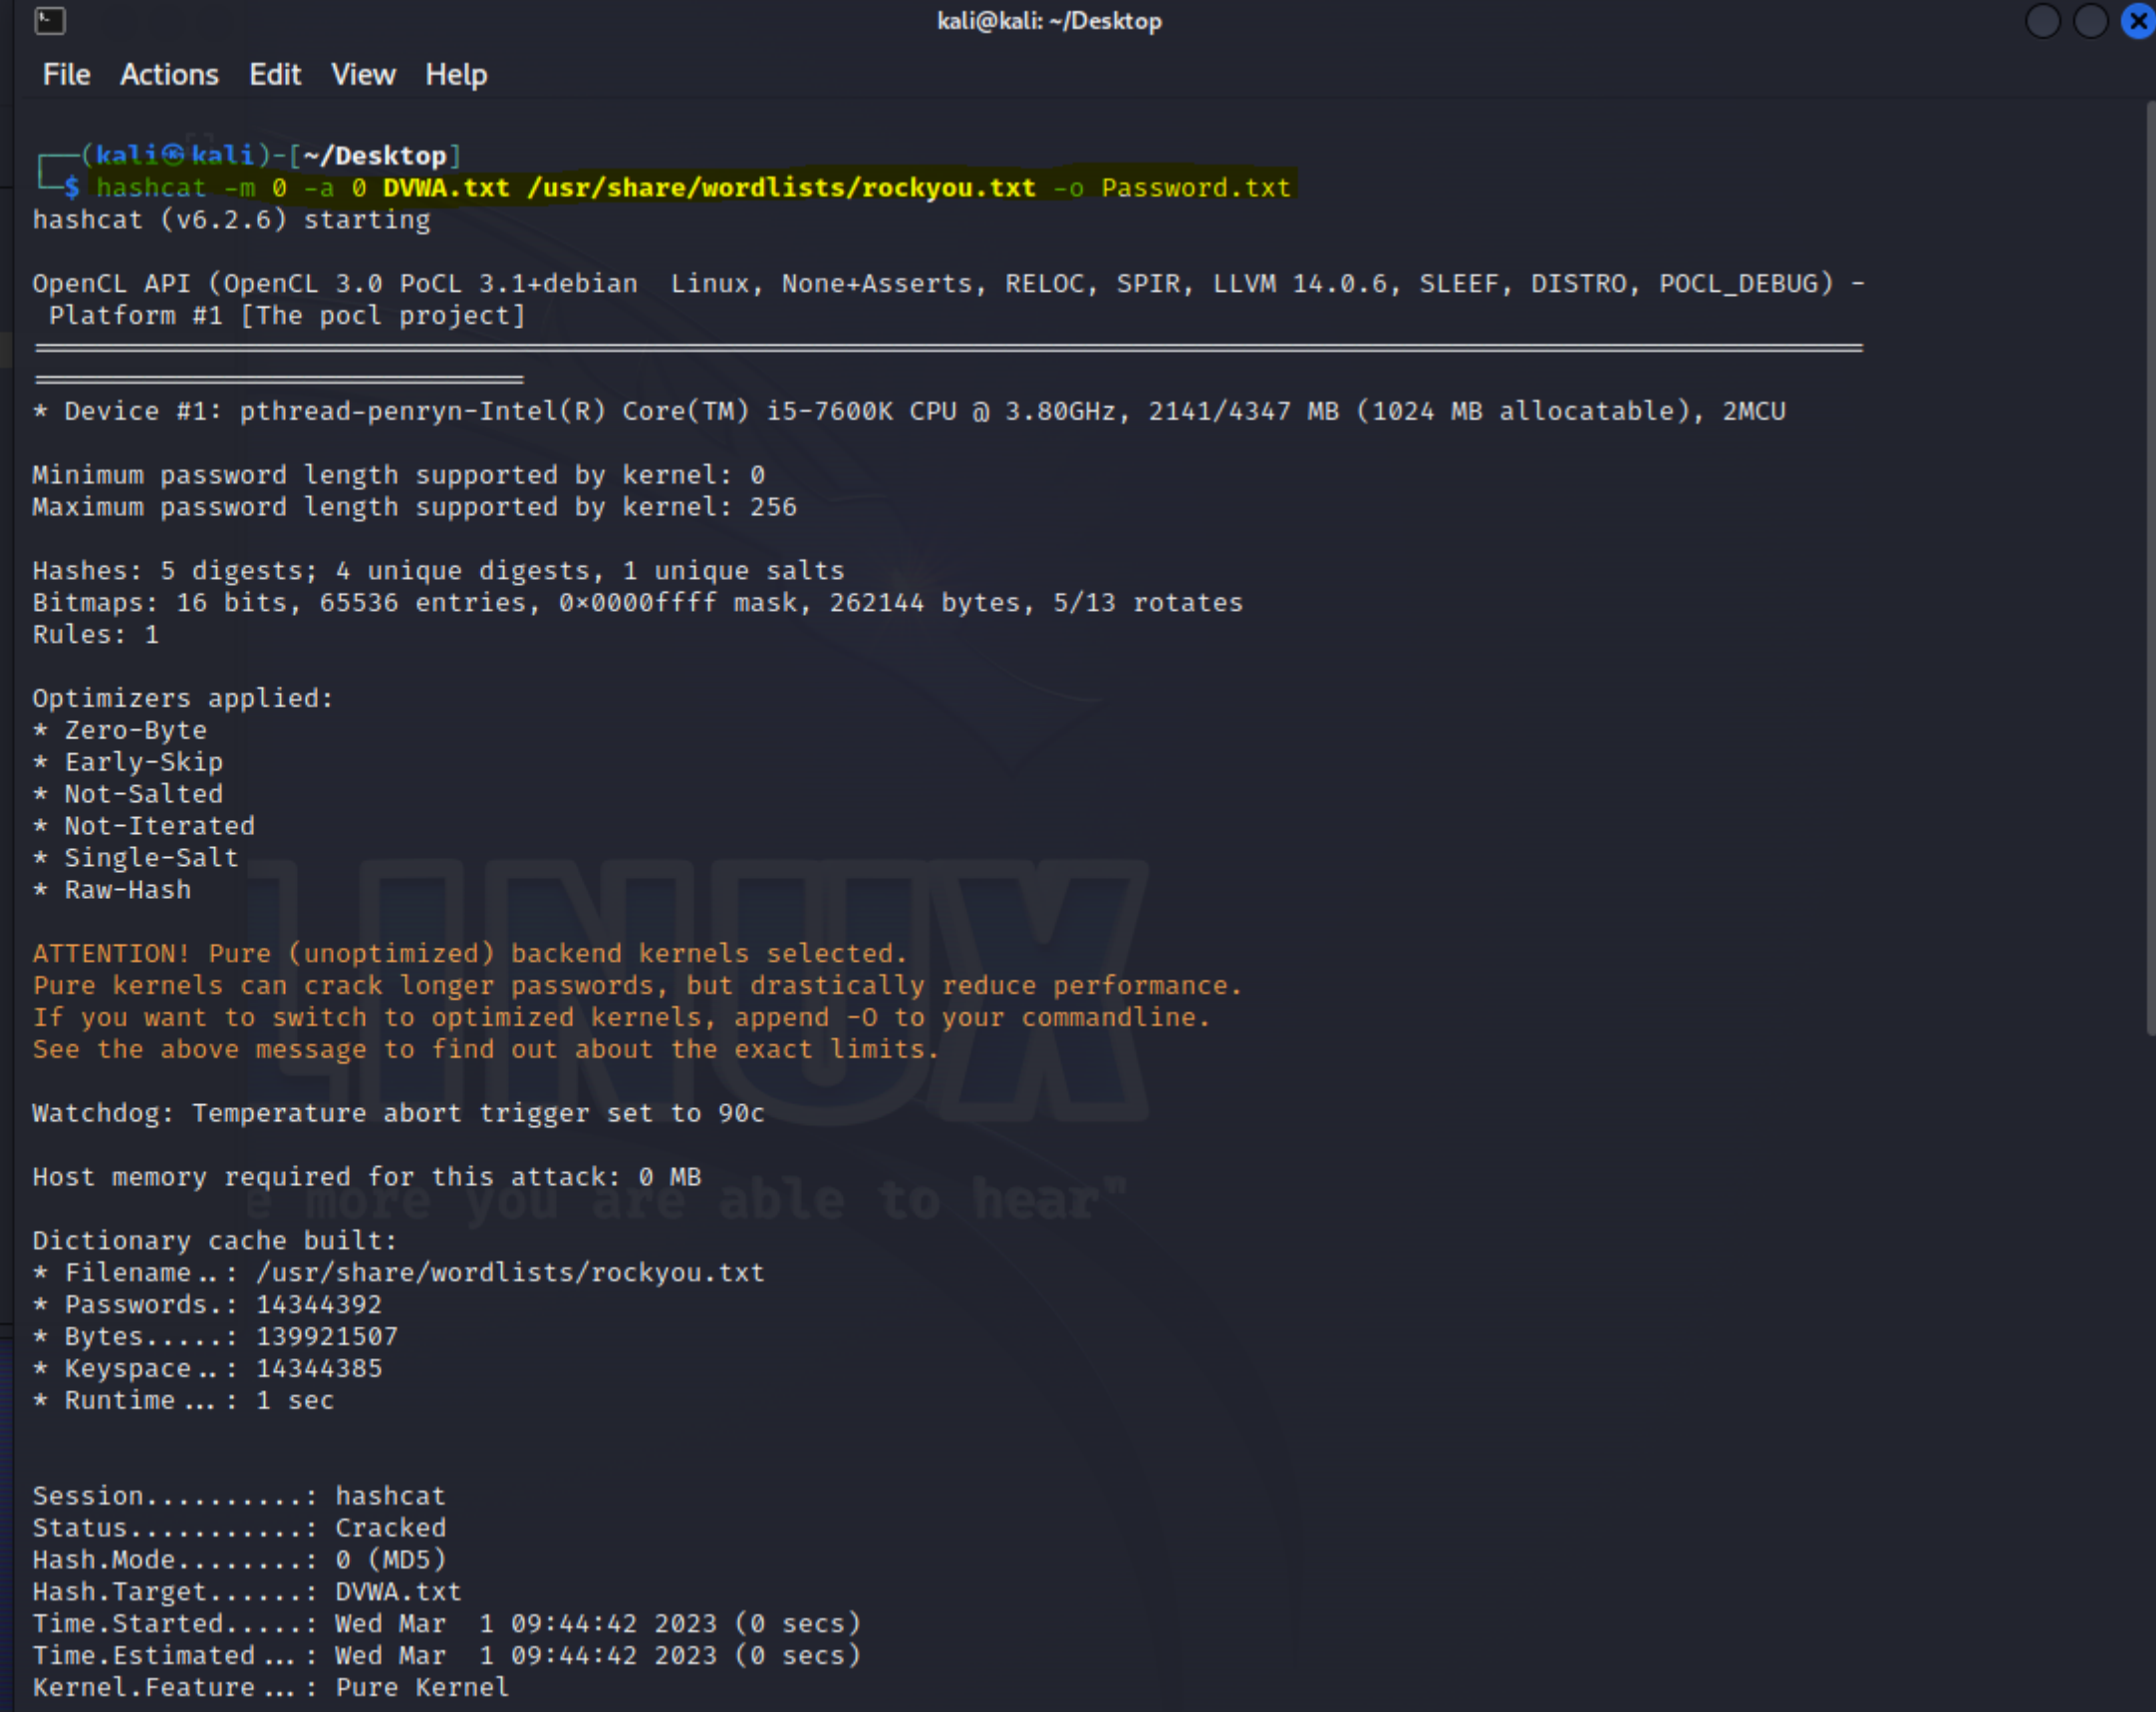 kali@kali: ~/Desktop
File Actions Edit View Help
┌──(kali㉿kali)-[~/Desktop]
└─$ hashcat -m 0 -a 0 DVWA.txt /usr/share/wordlists/rockyou.txt -o Password.txt
hashcat (v6.2.6) starting
OpenCL API (OpenCL 3.0 PoCL 3.1+debian  Linux, None+Asserts, RELOC, SPIR, LLVM 14.0.6, SLEEF, DISTRO, POCL_DEBUG) -
 Platform #1 [The pocl project]
* Device #1: pthread-penryn-Intel(R) Core(TM) i5-7600K CPU @ 3.80GHz, 2141/4347 MB (1024 MB allocatable), 2MCU
Minimum password length supported by kernel: 0
Maximum password length supported by kernel: 256
Hashes: 5 digests; 4 unique digests, 1 unique salts
Bitmaps: 16 bits, 65536 entries, 0x0000ffff mask, 262144 bytes, 5/13 rotates
Rules: 1
Optimizers applied:
* Zero-Byte
* Early-Skip
* Not-Salted
* Not-Iterated
* Single-Salt
* Raw-Hash
LINUX
ATTENTION! Pure (unoptimized) backend kernels selected.
Pure kernels can crack longer passwords, but drastically reduce performance.
If you want to switch to optimized kernels, append -O to your commandline.
See the above message to find out about the exact limits.
Watchdog: Temperature abort trigger set to 90c
Host memory required for this attack: 0 MB
e more you are able to hear"
Dictionary cache built:
* Filename..: /usr/share/wordlists/rockyou.txt
* Passwords.: 14344392
* Bytes.....: 139921507
* Keyspace..: 14344385
* Runtime...: 1 sec
Session..........: hashcat
Status...........: Cracked
Hash.Mode........: 0 (MD5)
Hash.Target......: DVWA.txt
Time.Started.....: Wed Mar  1 09:44:42 2023 (0 secs)
Time.Estimated...: Wed Mar  1 09:44:42 2023 (0 secs)
Kernel.Feature...: Pure Kernel